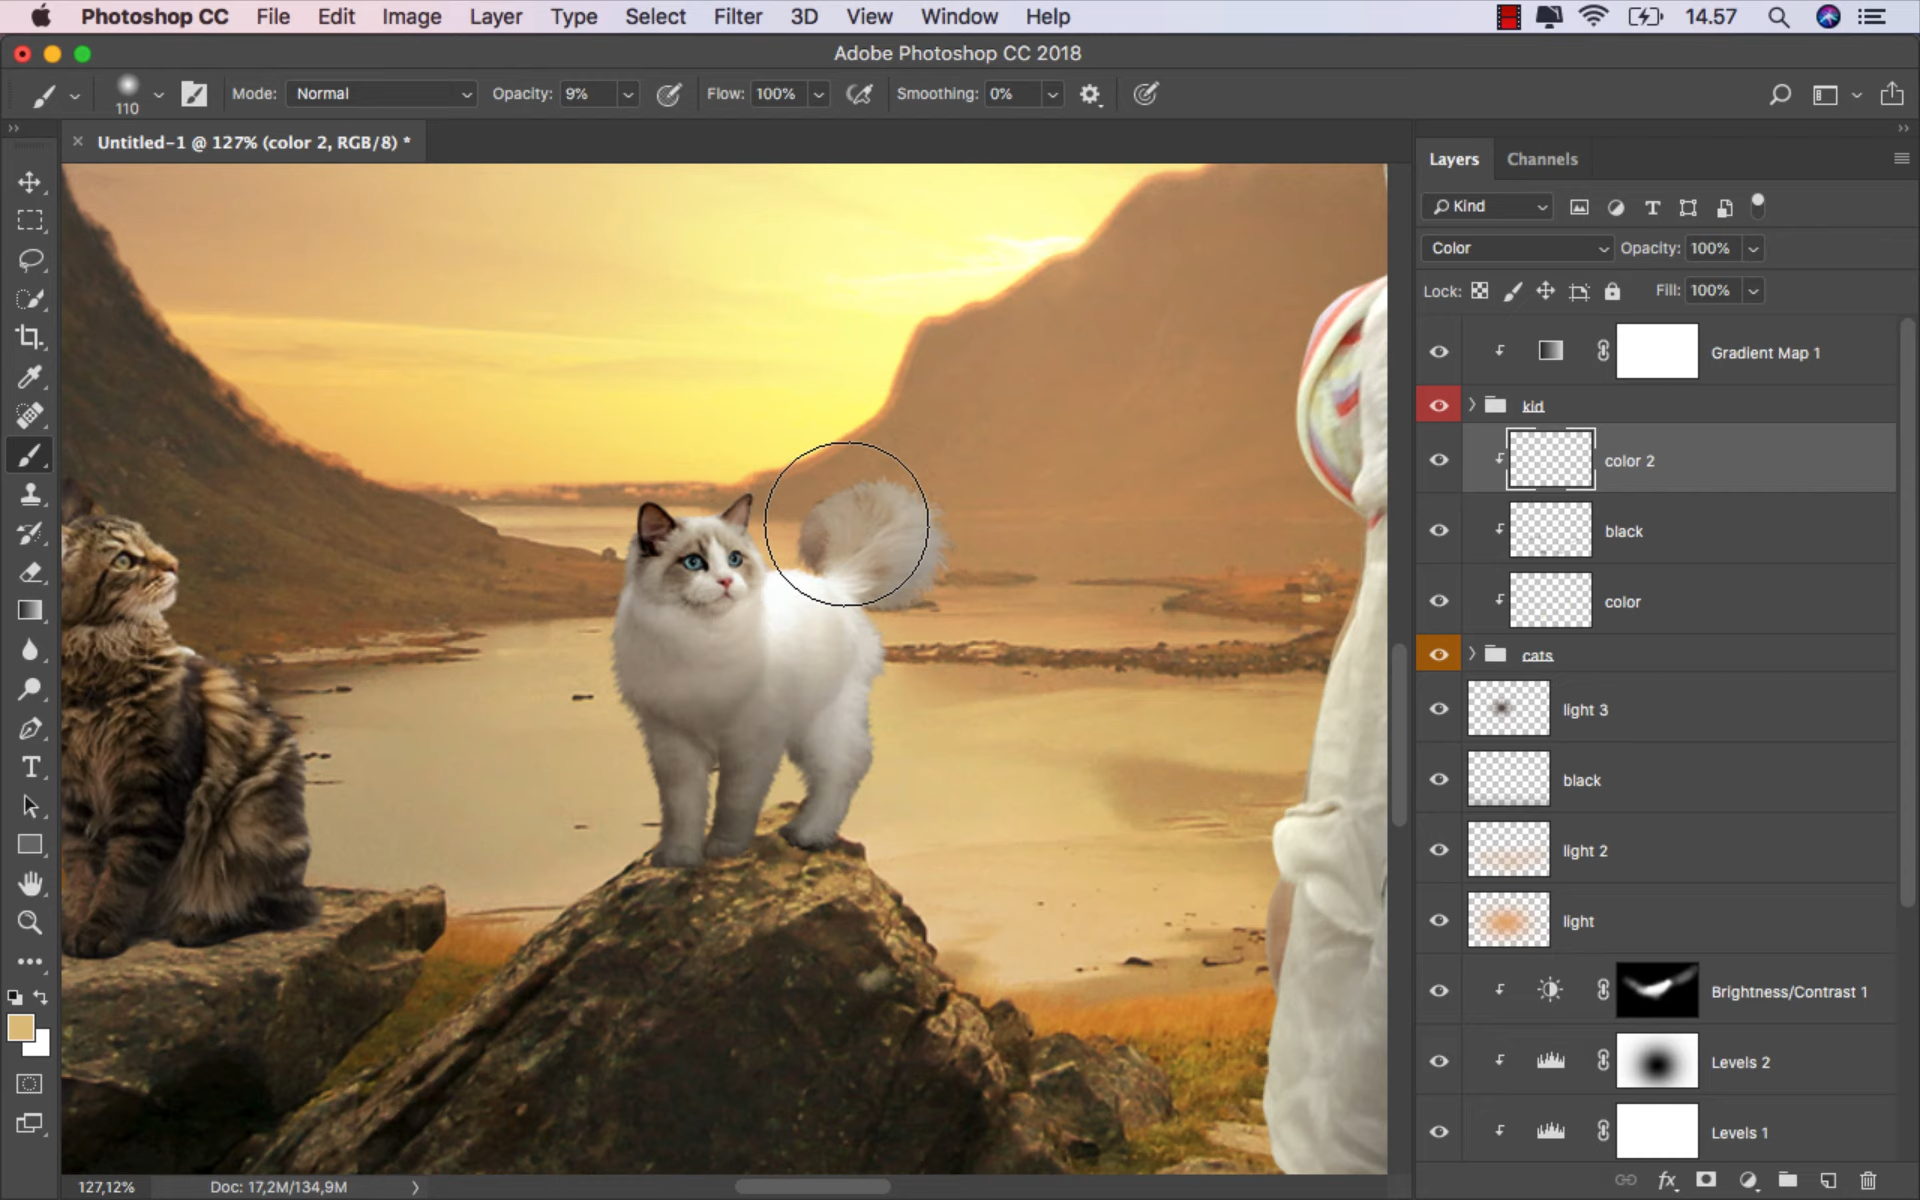 Photoshop CC File Edit Image Layer Type Select Filter 3D View Window Help 14.57
Adobe Photoshop CC 2018
110 Mode: Normal Opacity: 9% Flow: 100% Smoothing: 0%
Untitled-1 @ 127% (color 2, RGB/8) *
Layers Channels
Kind
Color Opacity: 100%
Lock: Fill: 100%
Gradient Map 1
kid
color 2
black
color
cats
light 3
black
light 2
light
Brightness/Contrast 1
Levels 2
Levels 1
127,12% Doc: 17,2M/134,9M